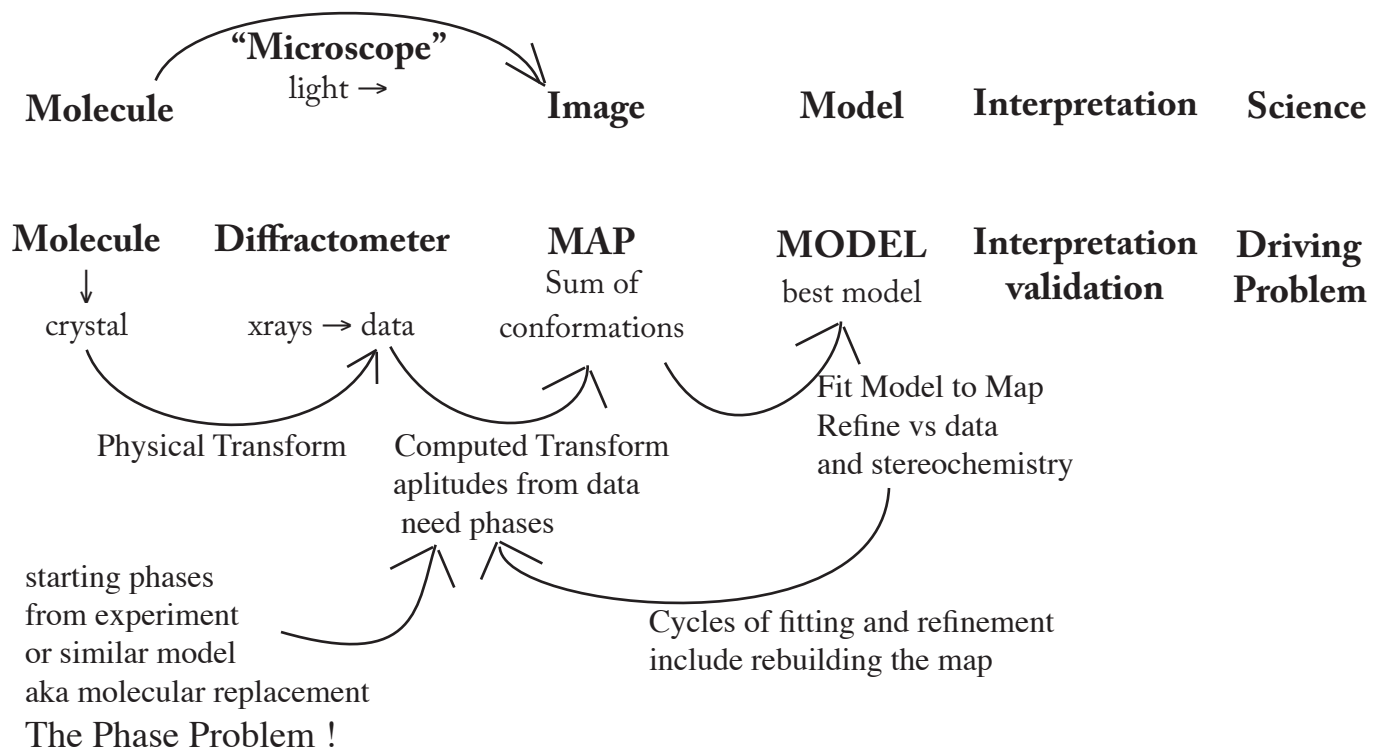 “Microscope”
light →
Molecule Image Model Interpretation Science
Molecule Diffractometer MAP MODEL Interpretation Driving
↓ Sum of best model validation Problem
crystal xrays → data conformations
Fit Model to Map
Refine vs data
and stereochemistry
Physical Transform Computed Transform
aplitudes from data
need phases
starting phases
from experiment
or similar model
aka molecular replacement
The Phase Problem !
Cycles of fitting and refinement
include rebuilding the map